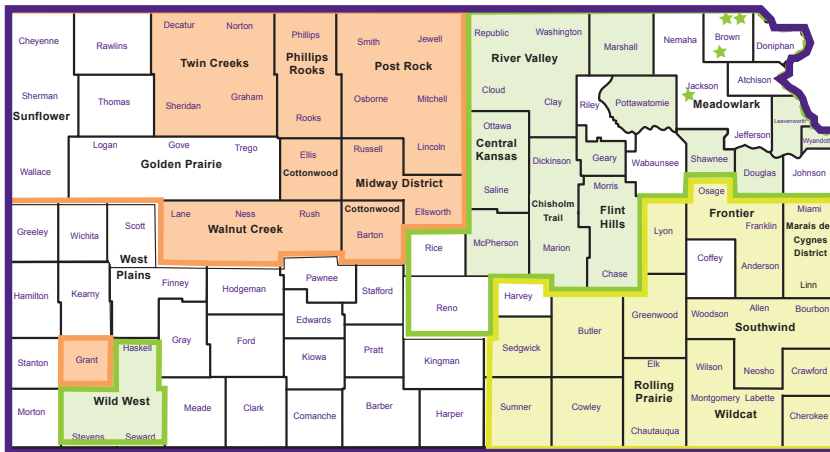 Cheyenne
Rawlins
Decatur
Norton
Phillips
Smith
Jewell
Republic
Washington
Marshall
Nemaha
Brown
Doniphan
Twin Creeks
Phillips
Rooks
Post Rock
River Valley
Sherman
Thomas
Sheridan
Graham
Rooks
Osborne
Mitchell
Cloud
Clay
Riley
Pottawatomie
Jackson
Atchison
Meadowlark
Sunflower
Leavenworth
Wyandotte
Jefferson
Logan
Gove
Trego
Golden Prairie
Ellis
Cottonwood
Russell
Lincoln
Ottawa
Central
Kansas
Dickinson
Geary
Wabaunsee
Shawnee
Douglas
Johnson
Wallace
Midway District
Saline
Morris
Chisholm
Trail
Flint
Hills
Osage
Frontier
Miami
Marais de
Cygnes
District
Greeley
Wichita
Scott
Lane
Ness
Rush
Walnut Creek
Cottonwood
Barton
Ellsworth
Rice
McPherson
Marion
Chase
Lyon
Franklin
Coffey
Anderson
Linn
West
Plains
Hamilton
Kearny
Finney
Hodgeman
Pawnee
Stafford
Edwards
Reno
Harvey
Greenwood
Woodson
Allen
Bourbon
Southwind
Stanton
Grant
Haskell
Gray
Ford
Kiowa
Pratt
Kingman
Sedgwick
Butler
Elk
Wilson
Neosho
Crawford
Rolling
Prairie
Morton
Wild West
Stevens
Seward
Meade
Clark
Comanche
Barber
Harper
Sumner
Cowley
Chautauqua
Montgomery
Labette
Wildcat
Cherokee